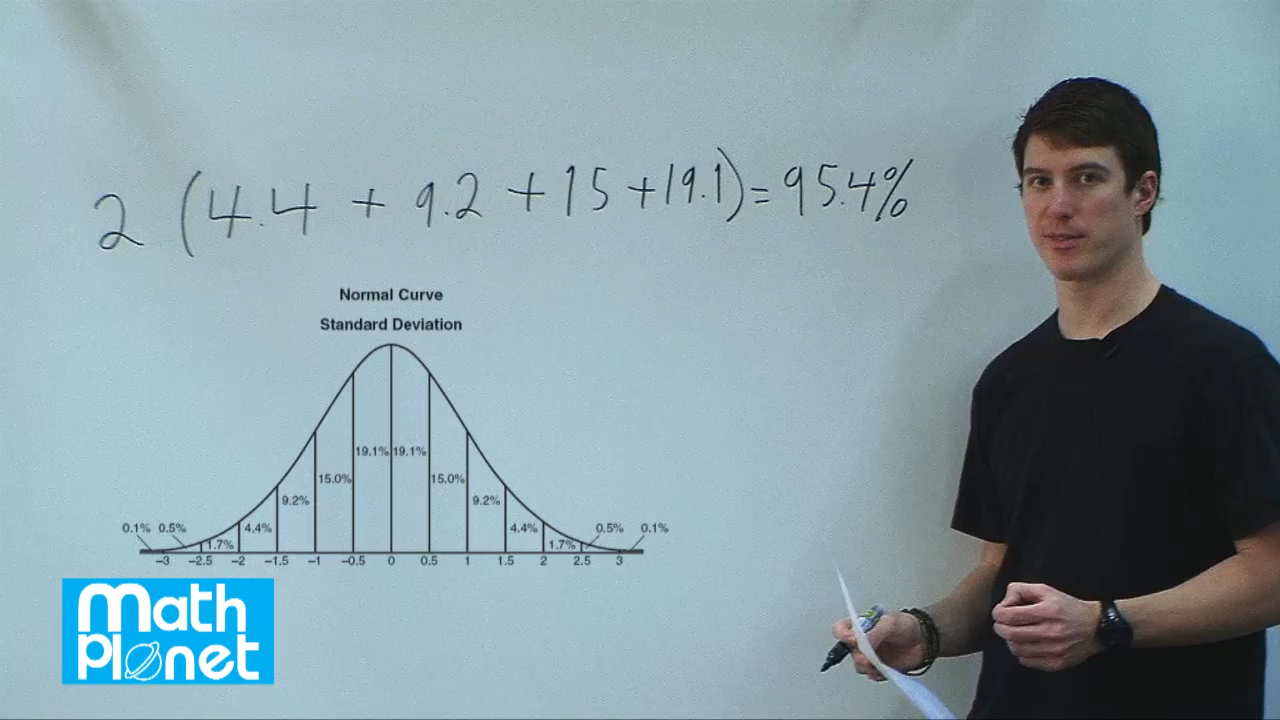 2 (4.4 + 9.2 + 15 + 19.1) = 95.4%
Normal Curve
Standard Deviation
19.1% 19.1%
15.0% 15.0%
9.2% 9.2%
0.1% 0.5% 4.4% 4.4% 0.5% 0.1%
1.7% 1.7%
−3 −2.5 −2 −1.5 −1 −0.5 0 0.5 1 1.5 2 2.5 3
Math
Planet